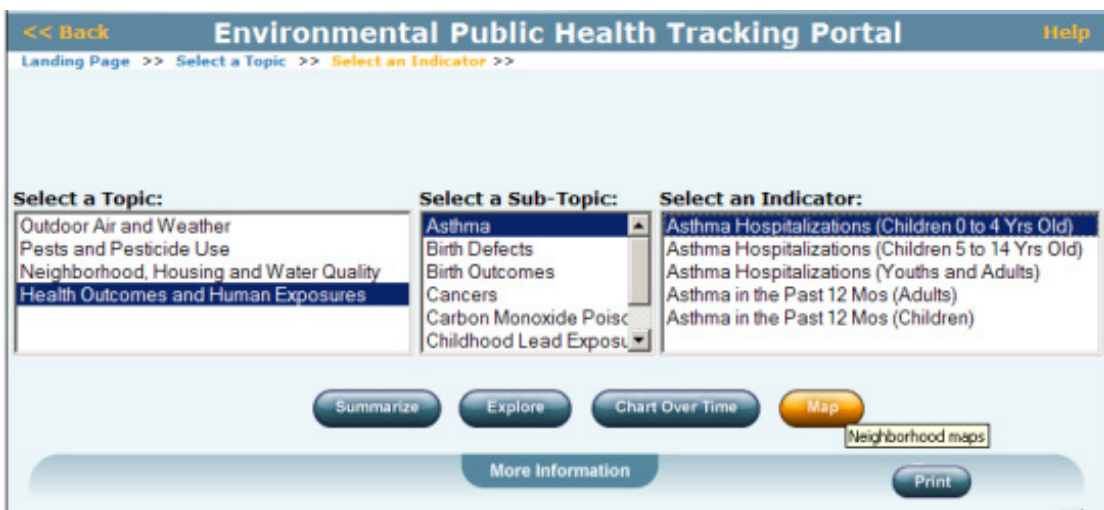 << Back Environmental Public Health Tracking Portal Help
Landing Page >> Select a Topic >> Select an Indicator >>
Select a Topic:
Outdoor Air and Weather
Pests and Pesticide Use
Neighborhood, Housing and Water Quality
Health Outcomes and Human Exposures
Select a Sub-Topic:
Asthma
Birth Defects
Birth Outcomes
Cancers
Carbon Monoxide Poisc
Childhood Lead Exposu
Select an Indicator:
Asthma Hospitalizations (Children 0 to 4 Yrs Old)
Asthma Hospitalizations (Children 5 to 14 Yrs Old)
Asthma Hospitalizations (Youths and Adults)
Asthma in the Past 12 Mos (Adults)
Asthma in the Past 12 Mos (Children)
Summarize Explore Chart Over Time Map
Neighborhood maps
More Information
Print